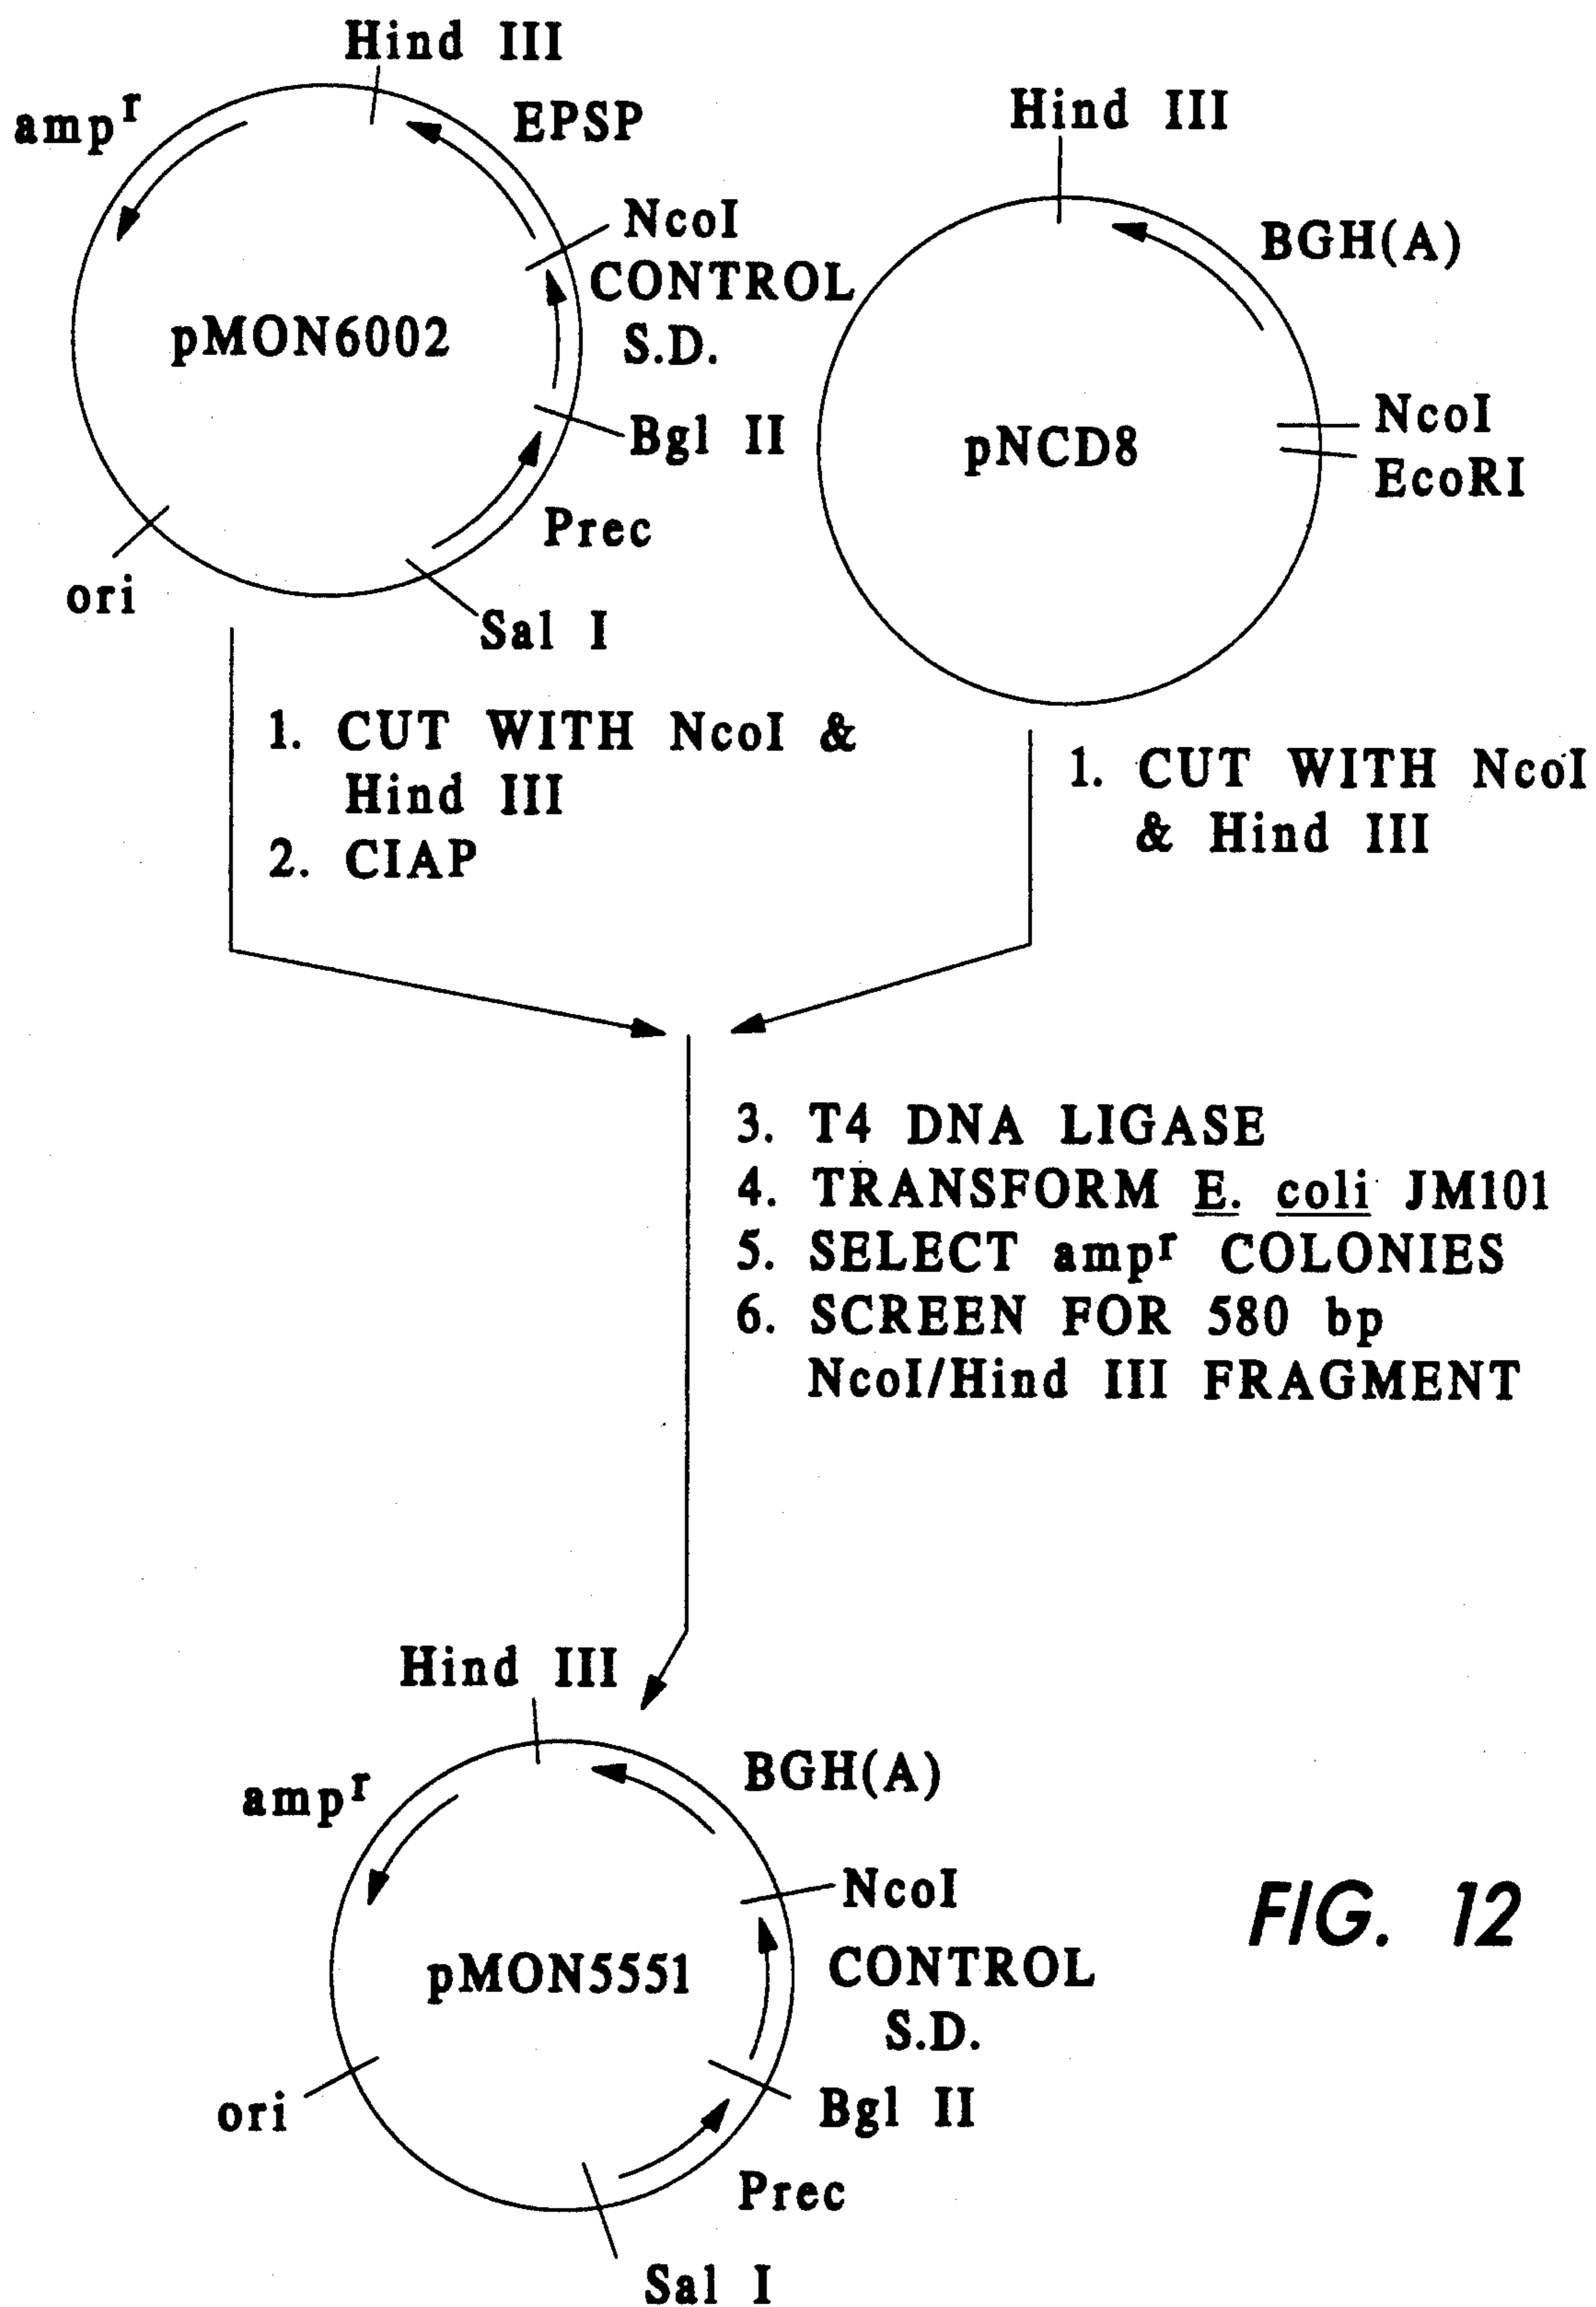 Hind III
amp^r
EPSP
NcoI
CONTROL
S.D.
pMON6002
Bgl II
Prec
ori
Sal I
Hind III
BGH(A)
pNCD8
NcoI
EcoRI
1. CUT WITH NcoI &
Hind III
2. CIAP
1. CUT WITH NcoI
& Hind III
3. T4 DNA LIGASE
4. TRANSFORM E. coli JM101
5. SELECT amp^r COLONIES
6. SCREEN FOR 580 bp
NcoI/Hind III FRAGMENT
Hind III
amp^r
BGH(A)
NcoI
pMON5551
CONTROL
S.D.
ori
Bgl II
Prec
Sal I
FIG. 12